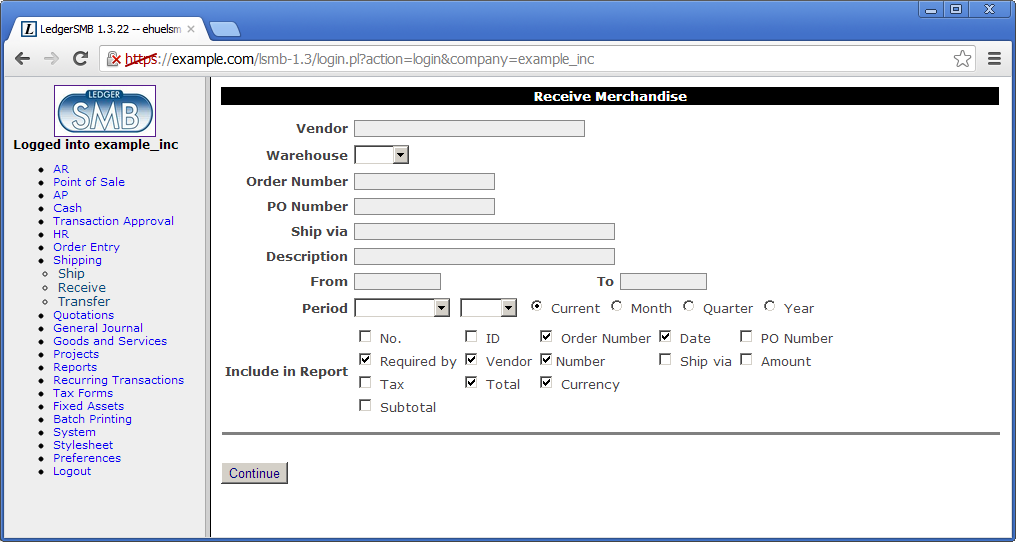 LedgerSMB 1.3.22 -- ehuelsm
https://example.com/lsmb-1.3/login.pl?action=login&company=example_inc
LEDGER
SMB
Logged into example_inc
AR
Point of Sale
AP
Cash
Transaction Approval
HR
Order Entry
Shipping
Ship
Receive
Transfer
Quotations
General Journal
Goods and Services
Projects
Reports
Recurring Transactions
Tax Forms
Fixed Assets
Batch Printing
System
Stylesheet
Preferences
Logout
Receive Merchandise
Vendor
Warehouse
Order Number
PO Number
Ship via
Description
From To
Period Current Month Quarter Year
Include in Report
No. ID Order Number Date PO Number
Required by Vendor Number Ship via Amount
Tax Total Currency
Subtotal
Continue